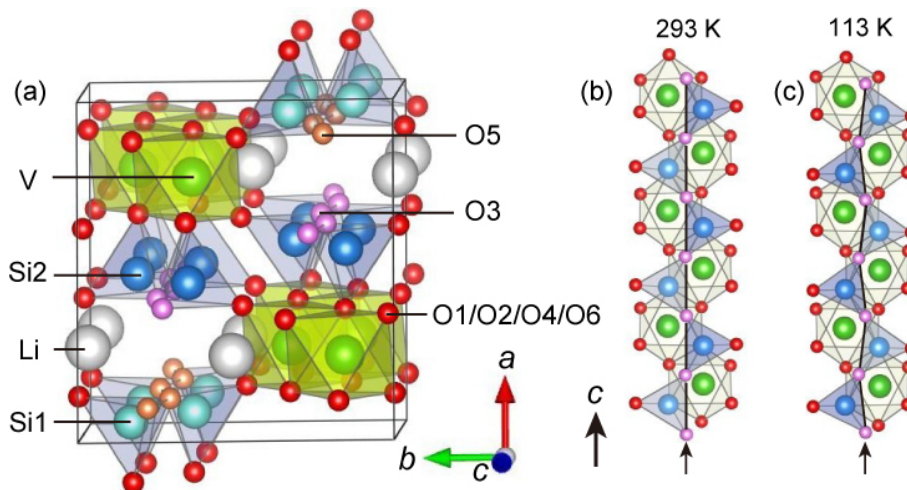 293 K
113 K
(a)
(b)
(c)
O5
V
O3
Si2
O1/O2/O4/O6
Li
a
Si1
b
c
c